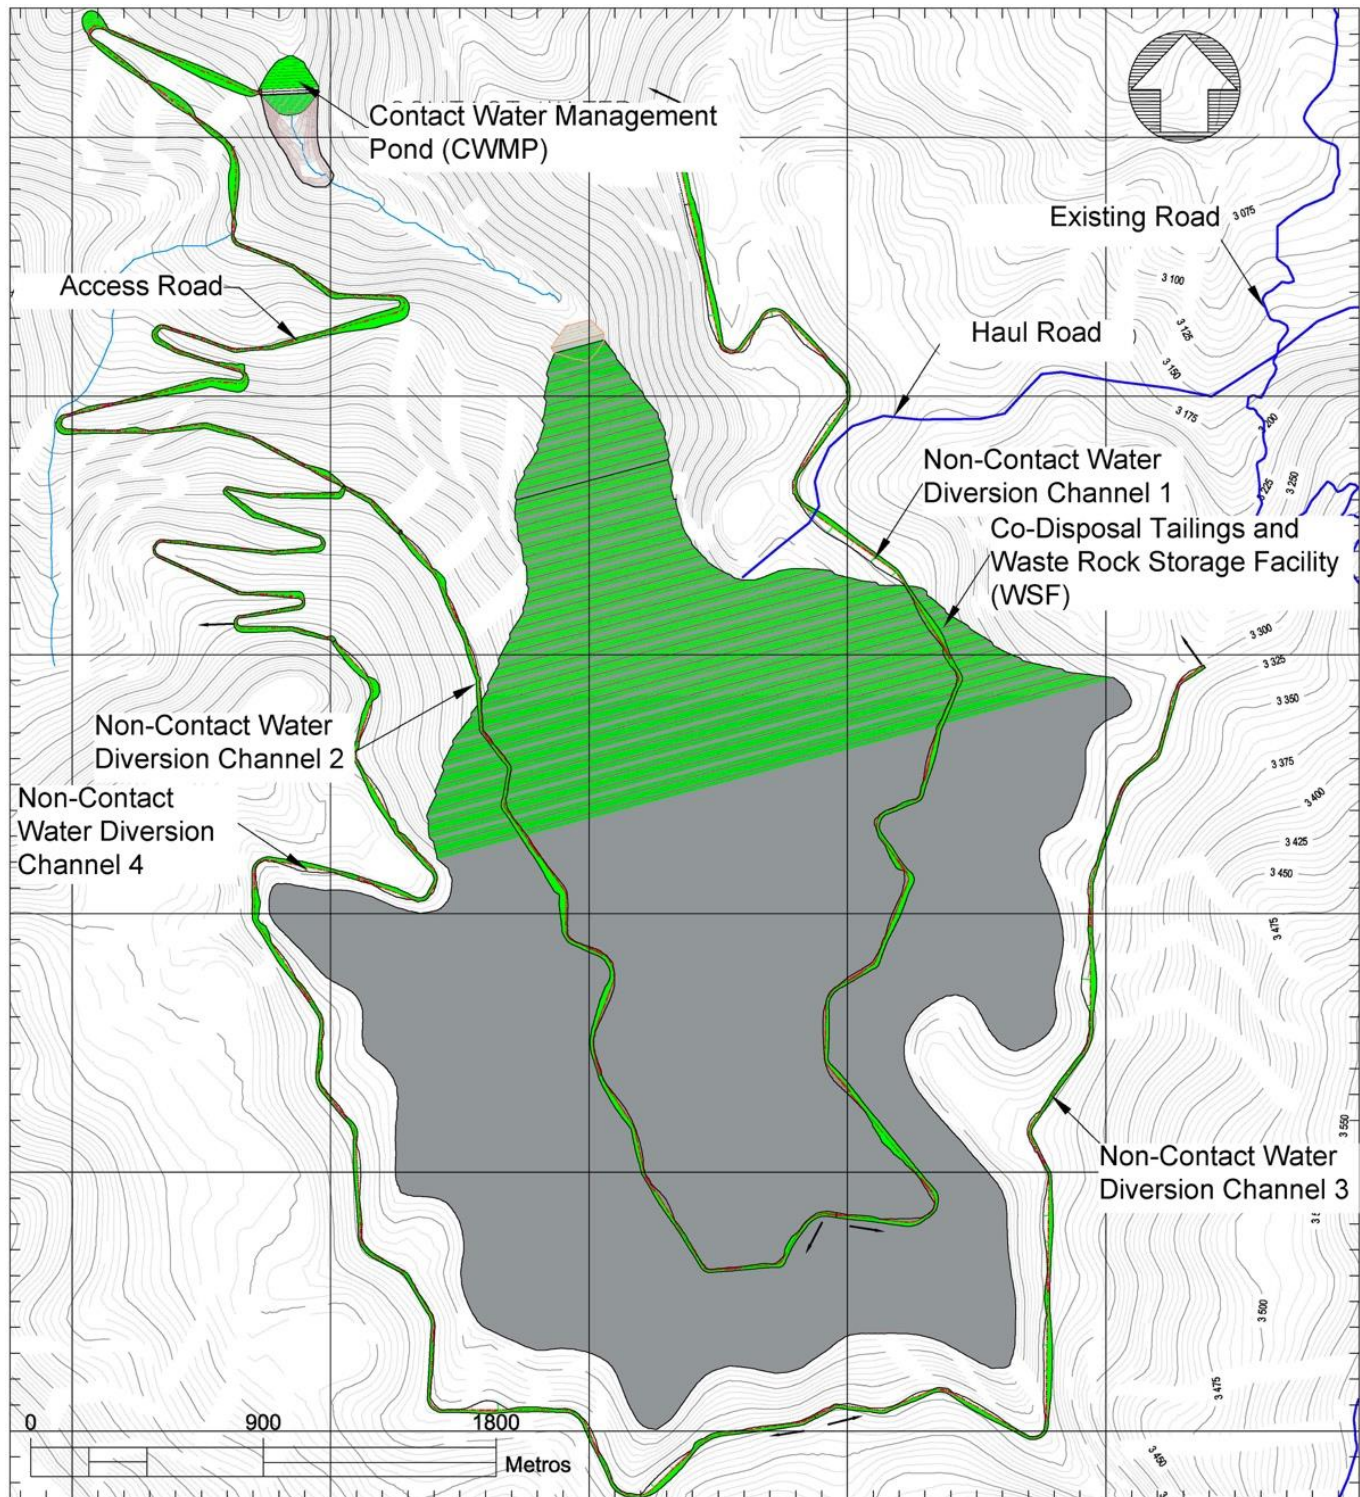 Contact Water Management
Pond (CWMP)
Existing Road
3 075
Access Road
3 100
Haul Road
3 125
3 150
3 175
3 200
Non-Contact Water
Diversion Channel 1
3 225
3 250
Co-Disposal Tailings and
Waste Rock Storage Facility
(WSF)
3 300
3 325
3 350
Non-Contact Water
Diversion Channel 2
3 375
Non-Contact
Water Diversion
Channel 4
3 400
3 425
3 450
3 475
3 550
Non-Contact Water
Diversion Channel 3
3 500
3 475
0 900 1800
Metros
3 450